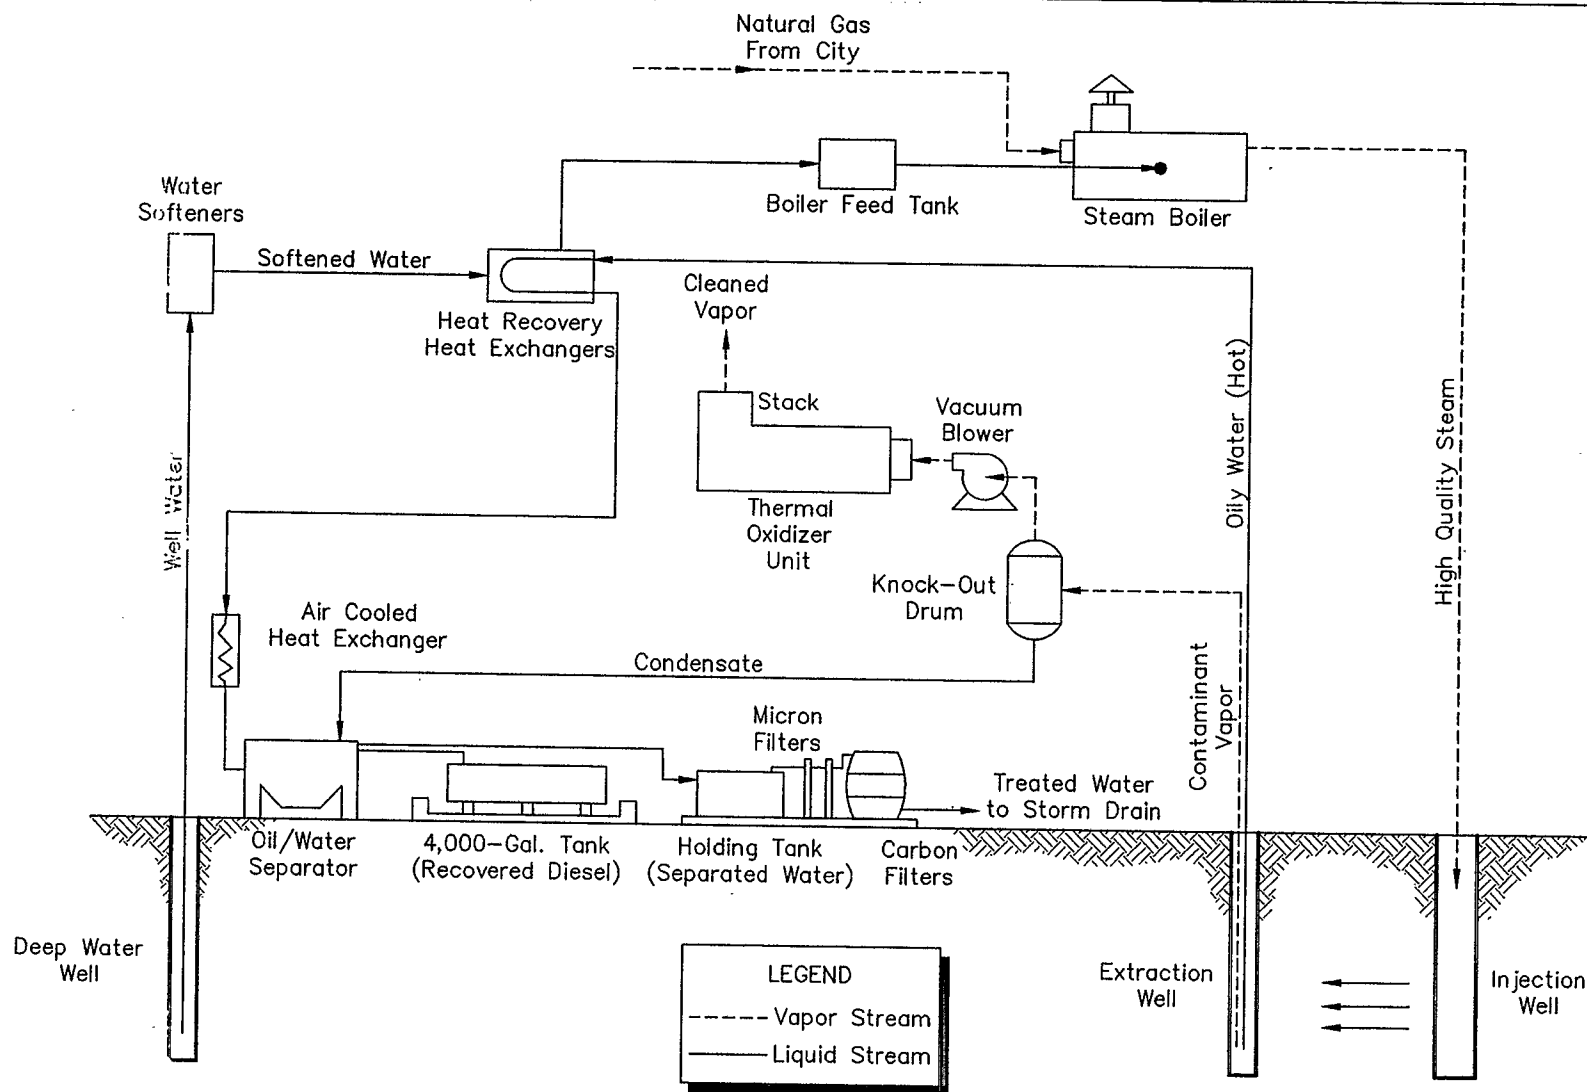 Natural Gas
From City
Water
Softeners
Boiler Feed Tank
Steam Boiler
Softened Water
Cleaned
Vapor
Heat Recovery
Heat Exchangers
Stack
Vacuum
Blower
Thermal
Oxidizer
Unit
Well Water
Oily Water (Hot)
High Quality Steam
Knock-Out
Drum
Air Cooled
Heat Exchanger
Condensate
Contaminant
Vapor
Micron
Filters
Treated Water
to Storm Drain
Oil/Water
Separator
4,000-Gal. Tank
(Recovered Diesel)
Holding Tank
(Separated Water)
Carbon
Filters
Deep Water
Well
Extraction
Well
Injection
Well
LEGEND
Vapor Stream
Liquid Stream